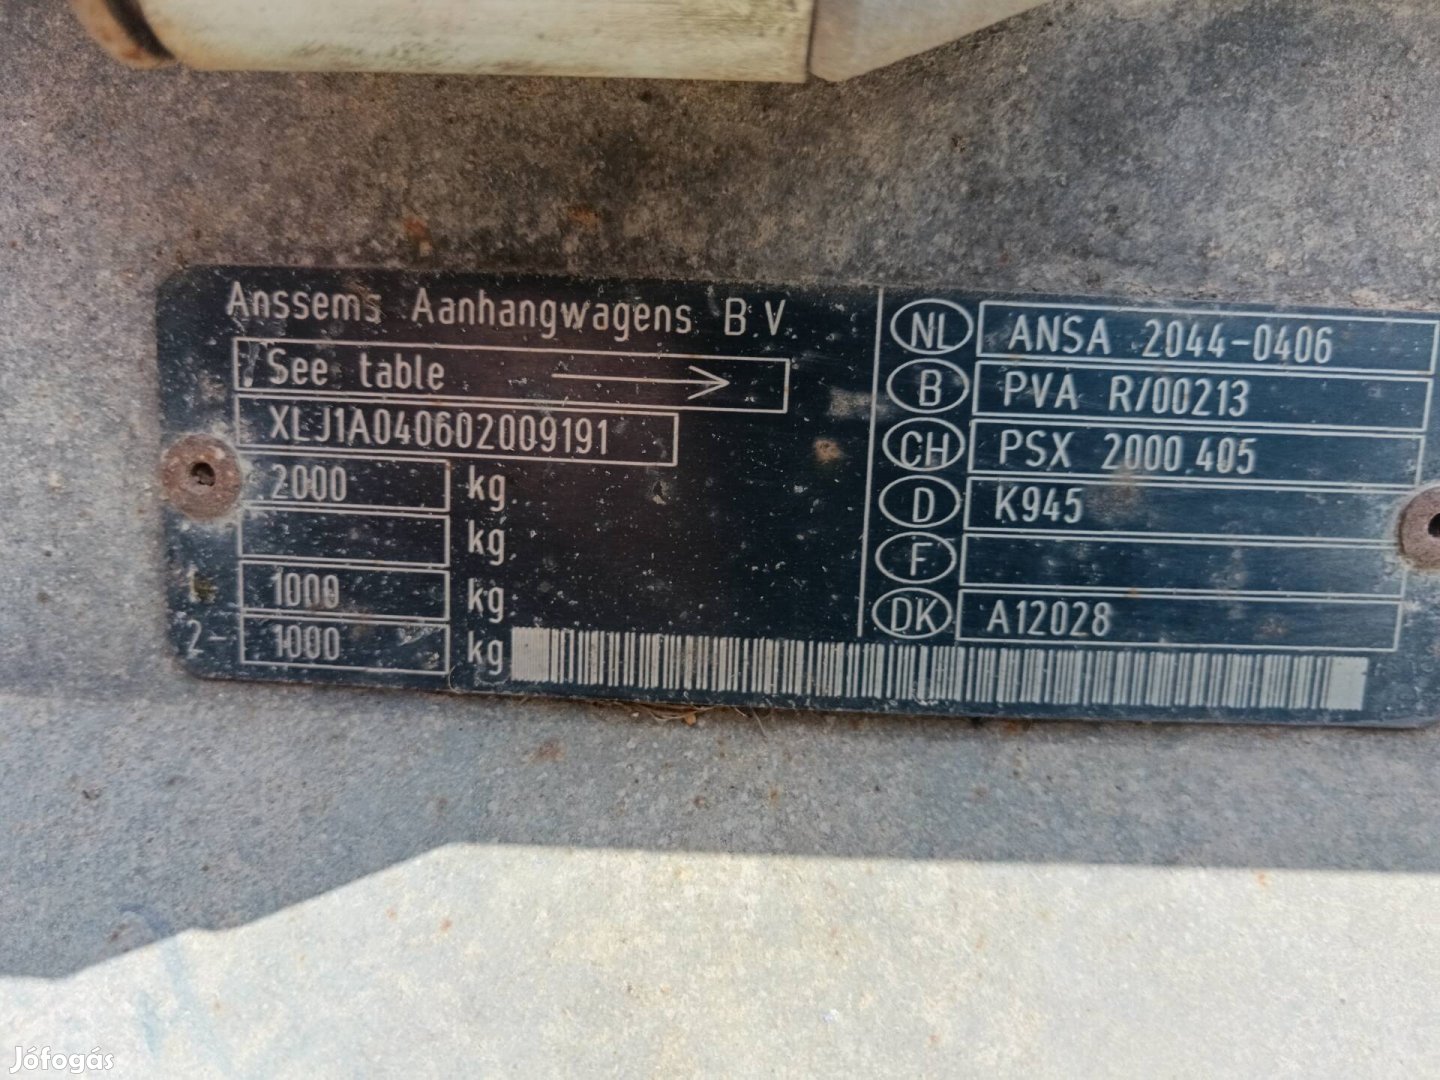 Anssems Aanhangwagens B.V
See table
XLJ1A040602009191
2000 kg
kg
1- 1000 kg
2- 1000 kg
NL ANSA 2044-0406
B PVA R/00213
CH PSX 2000.405
D K945
F
DK A12028
Jófogás